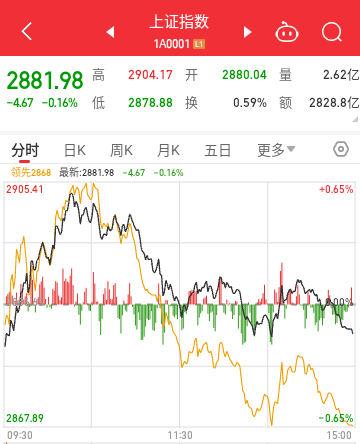 上证指数
1A0001 L1
2881.98 高 2904.17 开 2880.04 量 2.62亿
-4.67 -0.16% 低 2878.88 换 0.59% 额 2828.8亿
分时 日K 周K 月K 五日 更多
领先2868 最新:2881.98 -4.67 -0.16%
2905.41 +0.65%
0.00%
2867.89 -0.65%
09:30 11:30 15:00